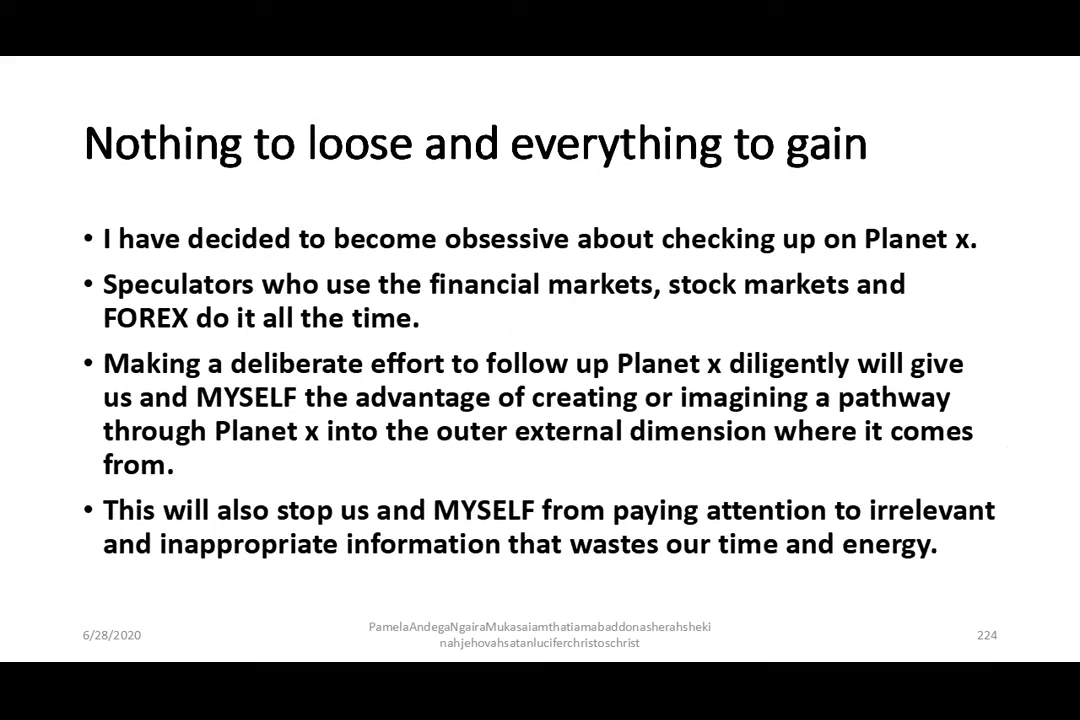 Nothing to loose and everything to gain
• I have decided to become obsessive about checking up on Planet x.
• Speculators who use the financial markets, stock markets and
FOREX do it all the time.
• Making a deliberate effort to follow up Planet x diligently will give
us and MYSELF the advantage of creating or imagining a pathway
through Planet x into the outer external dimension where it comes
from.
• This will also stop us and MYSELF from paying attention to irrelevant
and inappropriate information that wastes our time and energy.
6/28/2020
PamelaAndegaNgairaMukasaiamthatiamabaddonasherahsheki
nahjehovahsatanluciferchristoschrist
224